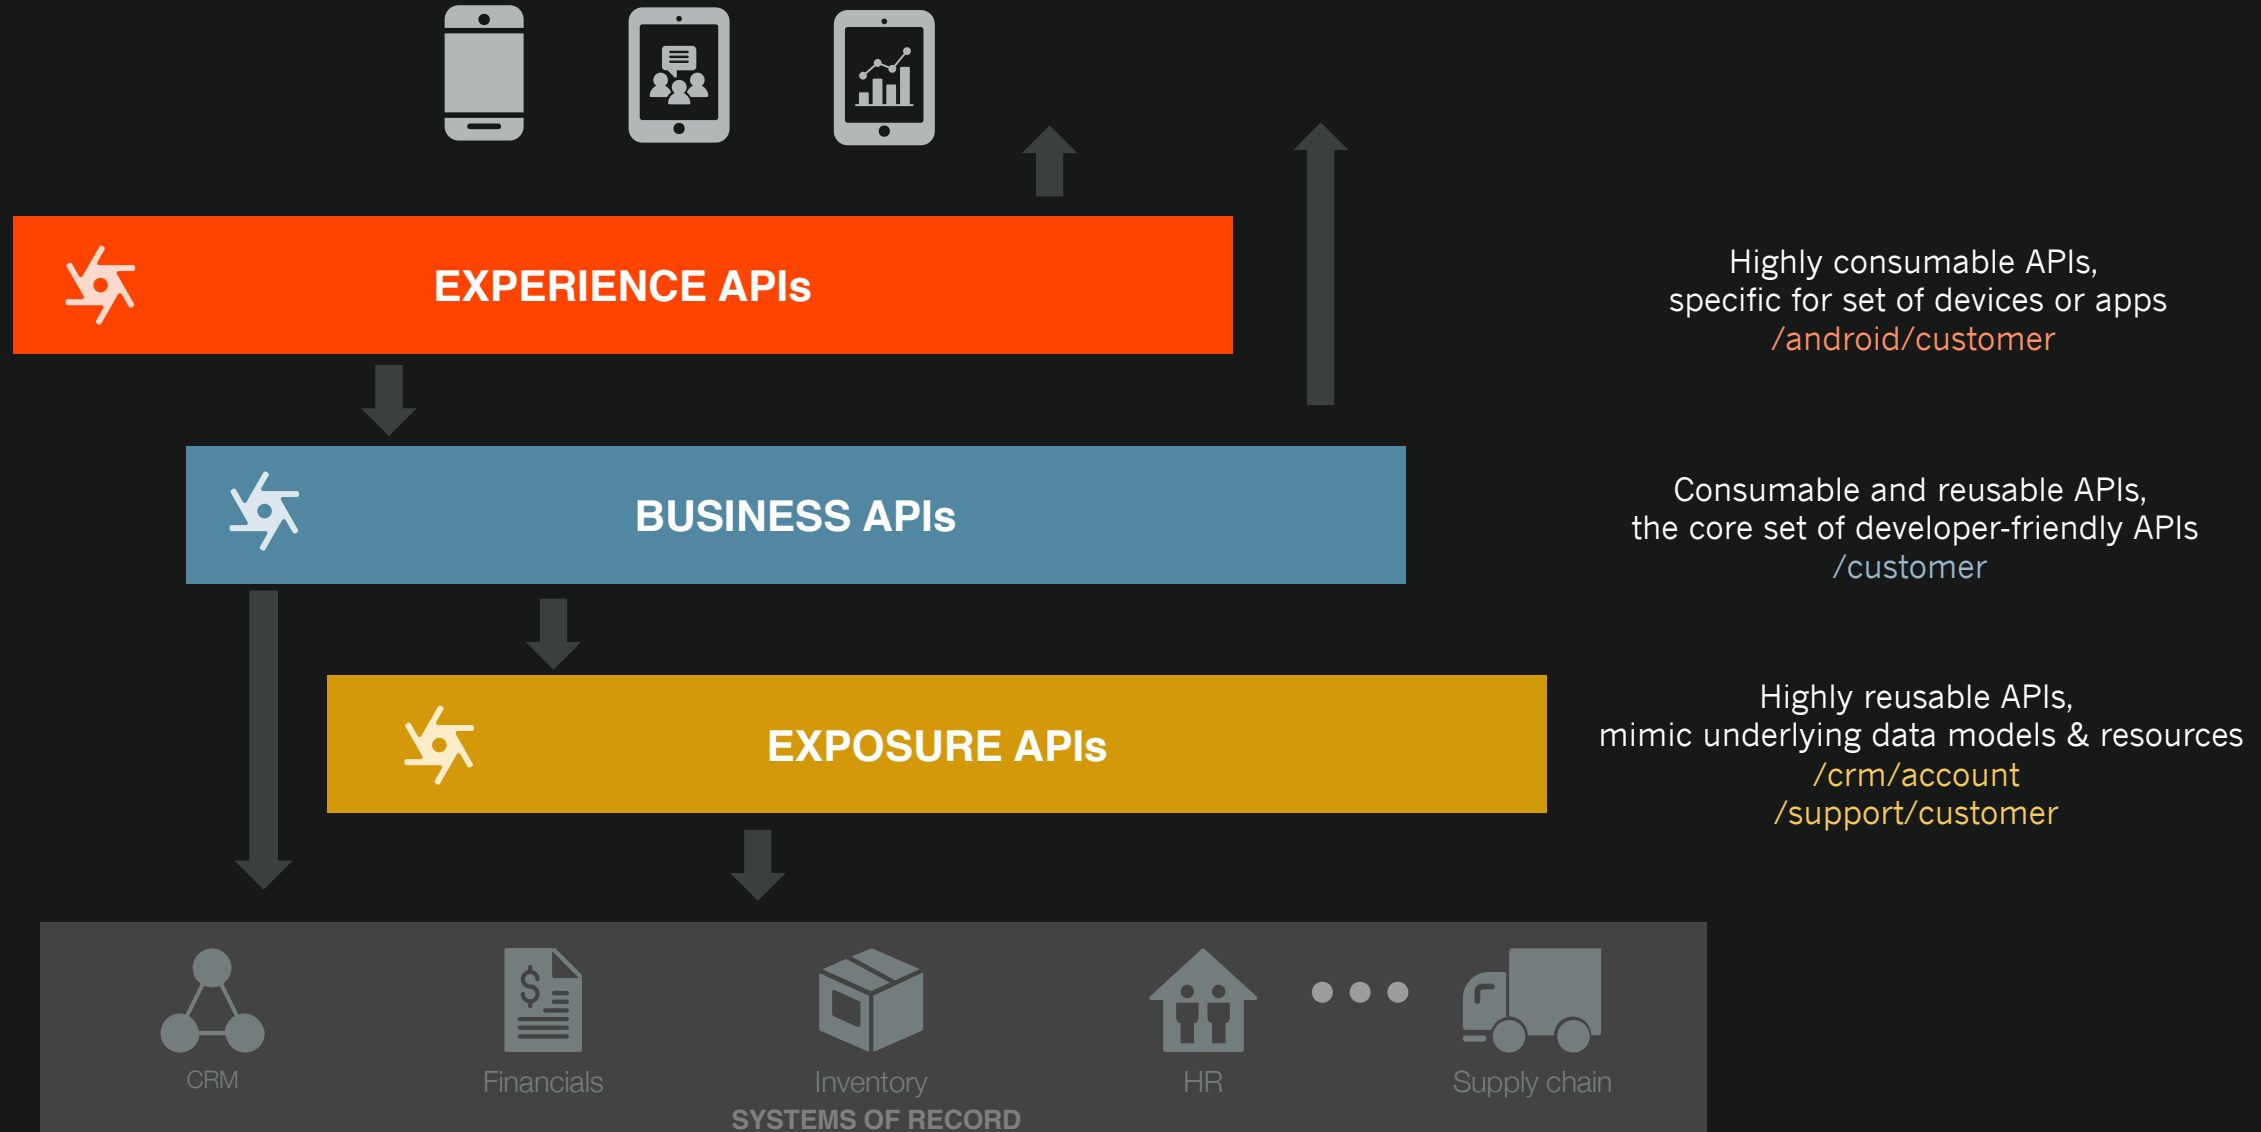 EXPERIENCE APIs
Highly consumable APIs,
specific for set of devices or apps
/android/customer
BUSINESS APIs
Consumable and reusable APIs,
the core set of developer-friendly APIs
/customer
EXPOSURE APIs
Highly reusable APIs,
mimic underlying data models & resources
/crm/account
/support/customer
$
CRM
Financials
Inventory
HR
Supply chain
SYSTEMS OF RECORD